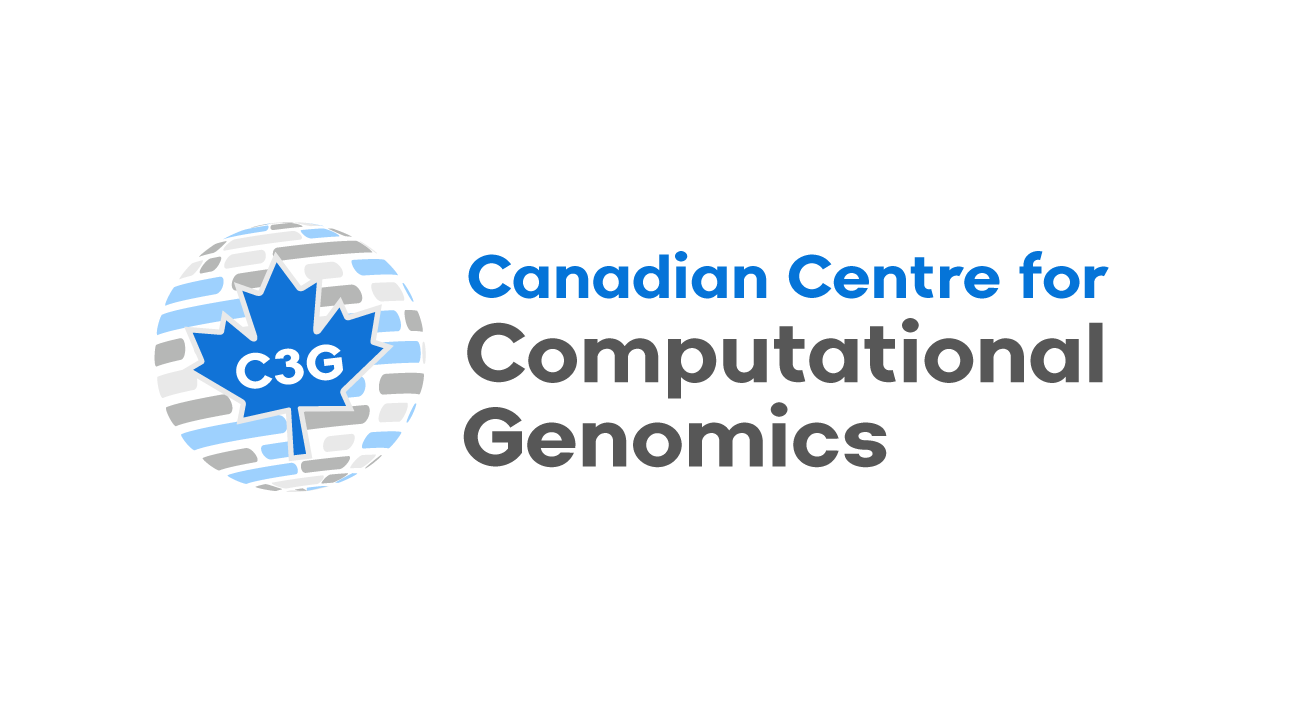 C3G
Canadian Centre for
Computational
Genomics